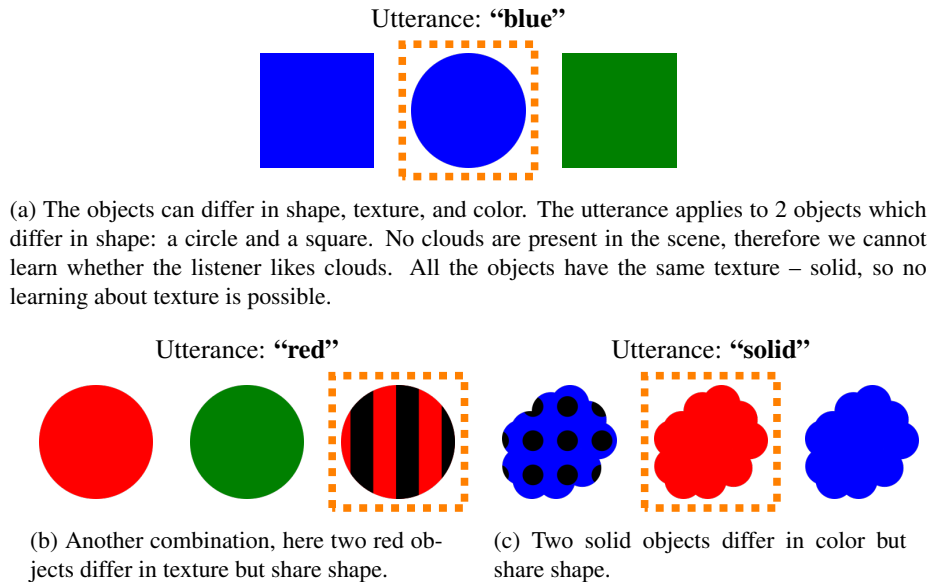 Utterance: “blue”
(a) The objects can differ in shape, texture, and color. The utterance applies to 2 objects which
differ in shape: a circle and a square. No clouds are present in the scene, therefore we cannot
learn whether the listener likes clouds. All the objects have the same texture – solid, so no
learning about texture is possible.
Utterance: “red”
Utterance: “solid”
(b) Another combination, here two red ob-
jects differ in texture but share shape.
(c) Two solid objects differ in color but
share shape.